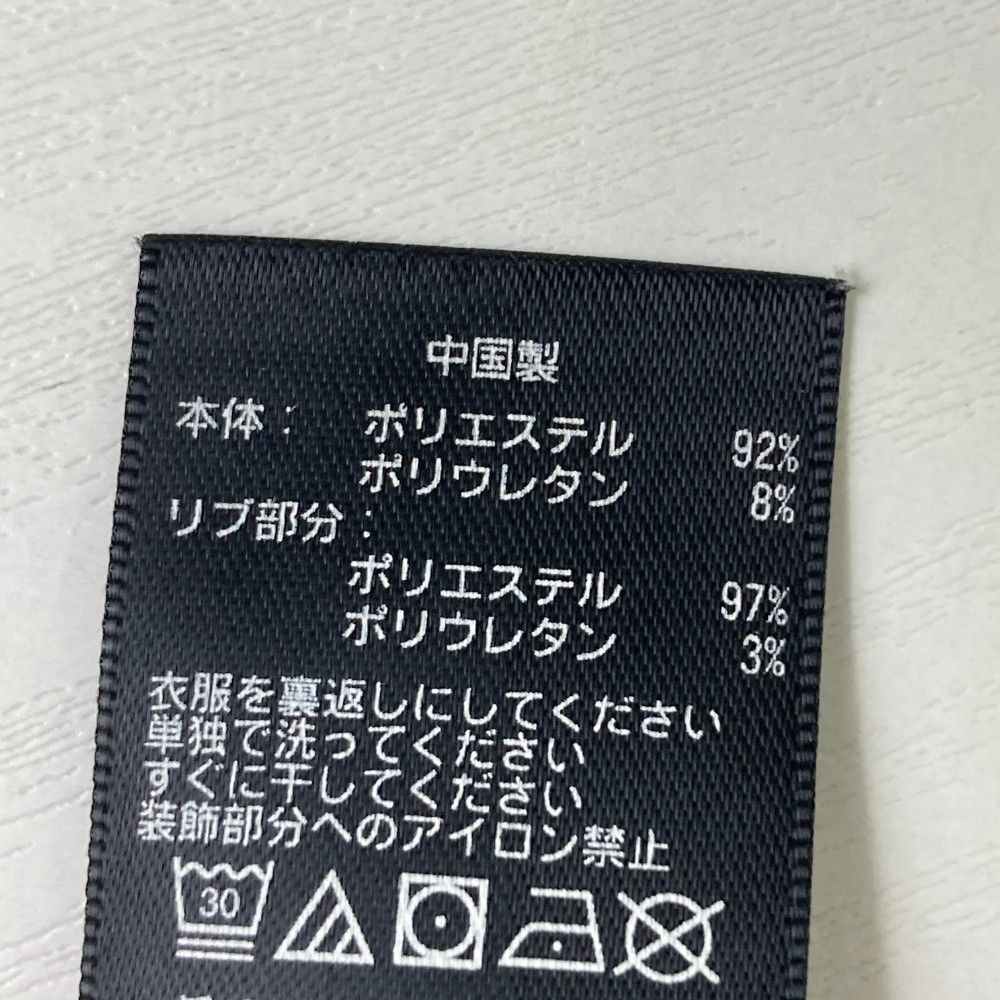 中国製
本体： ポリエステル 92%
ポリウレタン 8%
リブ部分：
ポリエステル 97%
ポリウレタン 3%
衣服を裏返しにしてください
単独で洗ってください
すぐに干してください
装飾部分へのアイロン禁止
30